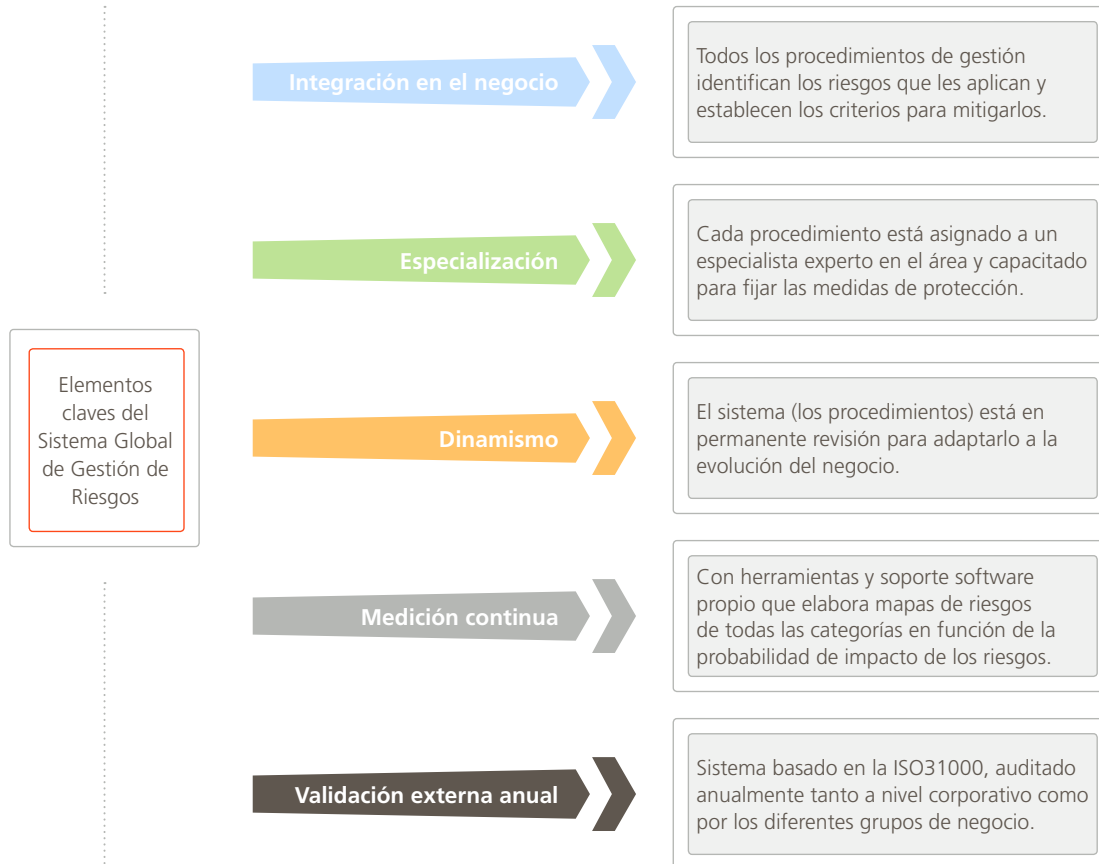 Integración en el negocio
Todos los procedimientos de gestión
identifican los riesgos que les aplican y
establecen los criterios para mitigarlos.
Especialización
Cada procedimiento está asignado a un
especialista experto en el área y capacitado
para fijar las medidas de protección.
Elementos
claves del
Sistema Global
de Gestión de
Riesgos
Dinamismo
El sistema (los procedimientos) está en
permanente revisión para adaptarlo a la
evolución del negocio.
Medición continua
Con herramientas y soporte software
propio que elabora mapas de riesgos
de todas las categorías en función de la
probabilidad de impacto de los riesgos.
Validación externa anual
Sistema basado en la ISO31000, auditado
anualmente tanto a nivel corporativo como
por los diferentes grupos de negocio.